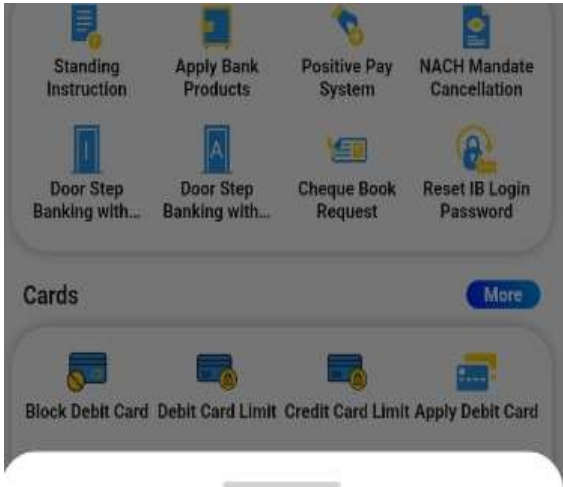 Standing Instruction
Apply Bank Products
Positive Pay System
NACH Mandate Cancellation
I
A
Door Step Banking with...
Door Step Banking with...
Cheque Book Request
Reset IB Login Password
Cards
More
Block Debit Card
Debit Card Limit
Credit Card Limit
Apply Debit Card